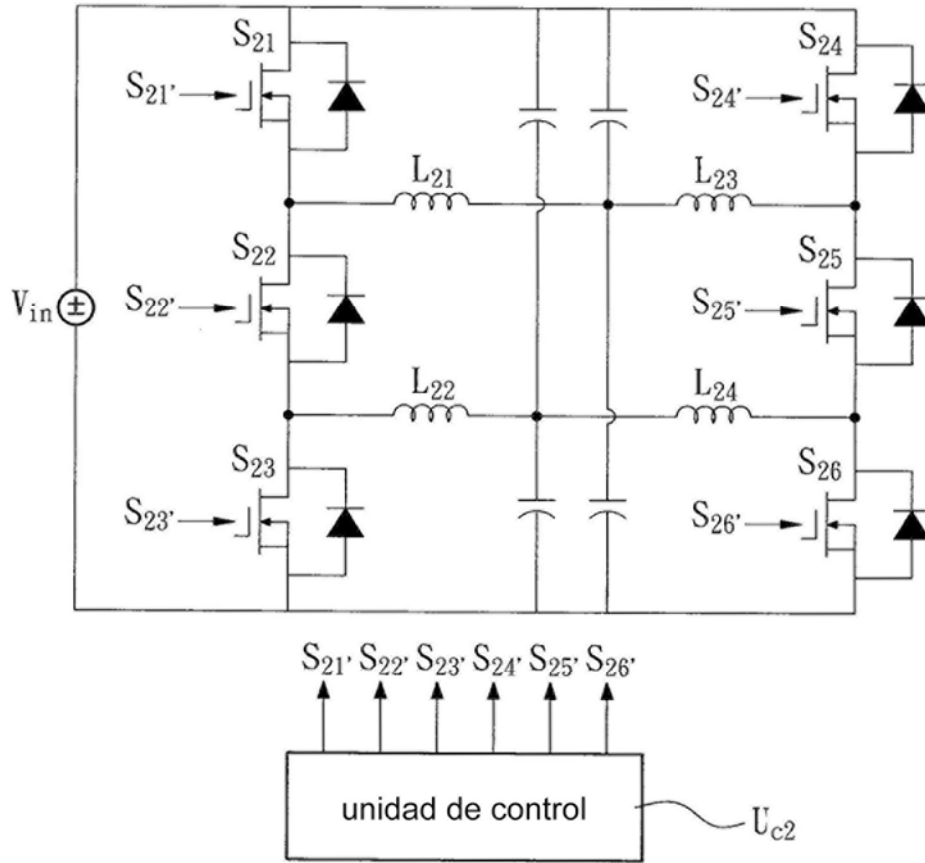 S21
S24
S21'
S24'
L21
L23
S22
S25
Vin
S22'
S25'
L22
L24
S23
S26
S23'
S26'
S21' S22' S23' S24' S25' S26'
unidad de control
Uc2